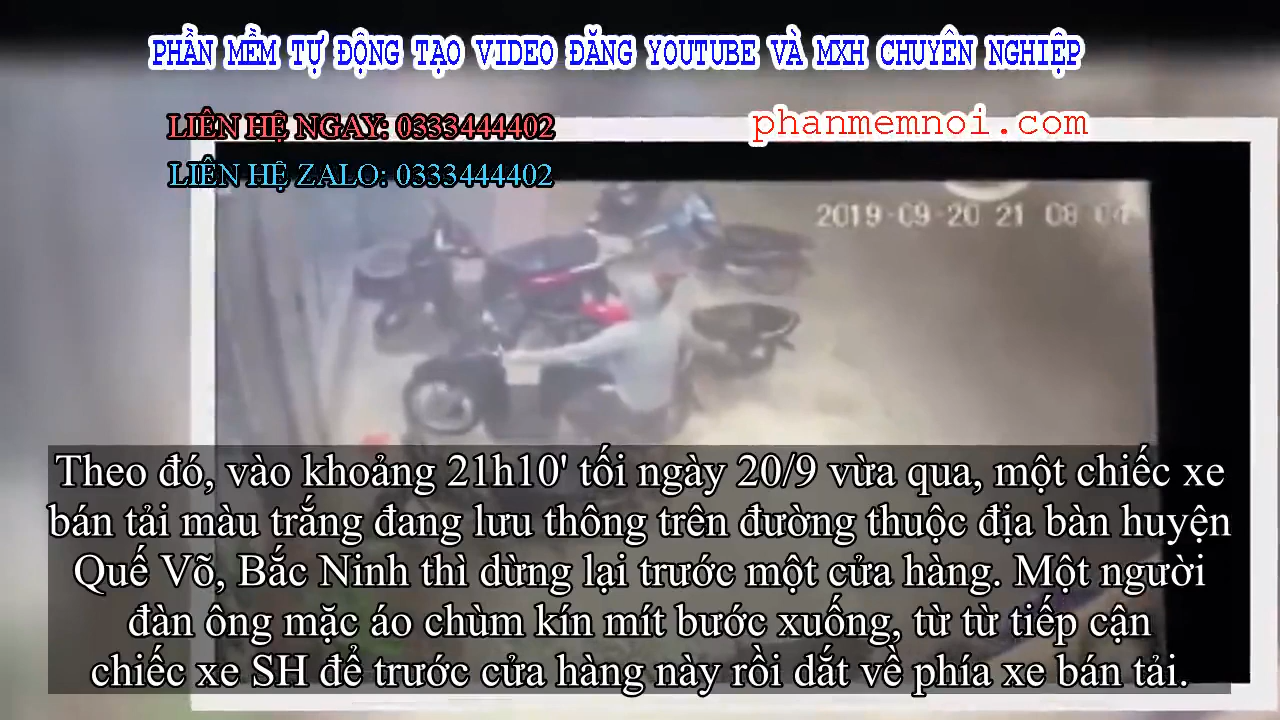 PHẦN MỀM TỰ ĐỘNG TẠO VIDEO ĐĂNG YOUTUBE VÀ MXH CHUYÊN NGHIỆP
LIÊN HỆ NGAY: 0333444402
phanmemnoi.com
LIÊN HỆ ZALO: 0333444402
2019-09-20 21 08 04
Theo đó, vào khoảng 21h10' tối ngày 20/9 vừa qua, một chiếc xe
bán tải màu trắng đang lưu thông trên đường thuộc địa bàn huyện
Quế Võ, Bắc Ninh thì dừng lại trước một cửa hàng. Một người
đàn ông mặc áo chùm kín mít bước xuống, từ từ tiếp cận
chiếc xe SH để trước cửa hàng này rồi dắt về phía xe bán tải.